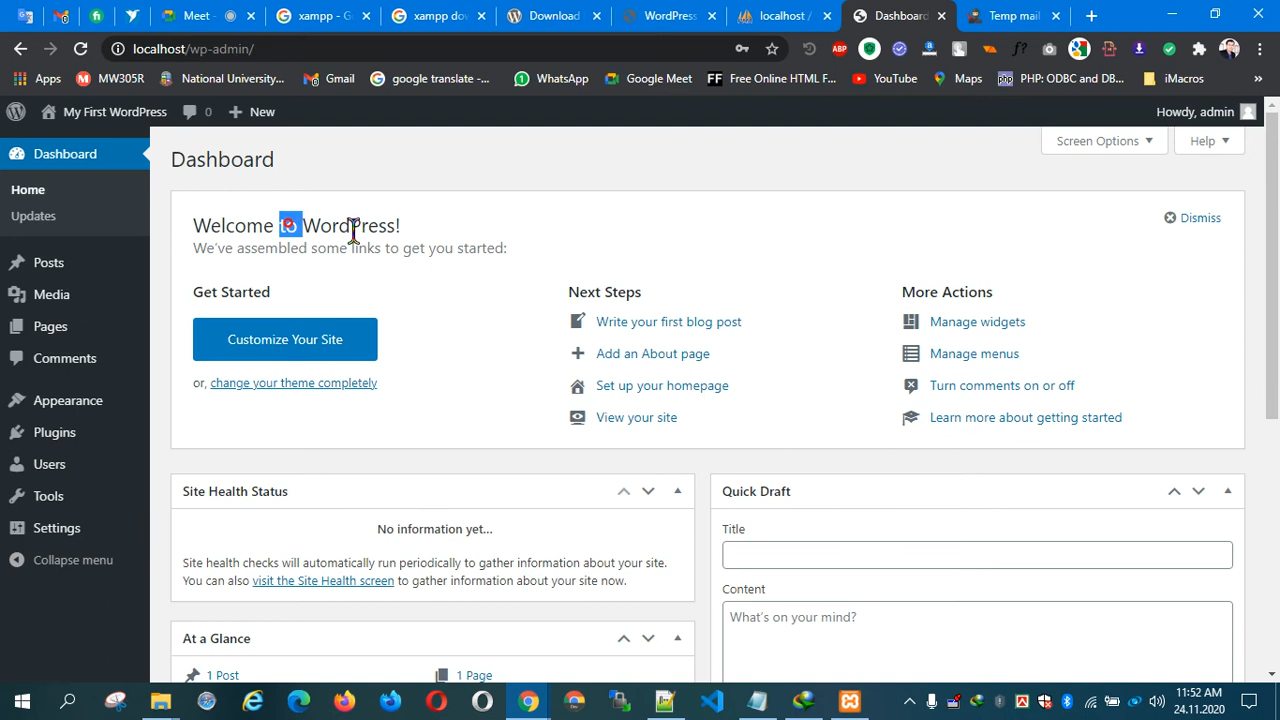 Meet -
xampp - G
xampp do
Download
WordPress
localhost /
Dashboard
Temp mail
localhost/wp-admin/
Apps
MW305R
National University...
Gmail
google translate -...
WhatsApp
Google Meet
Free Online HTML F...
YouTube
Maps
PHP: ODBC and DB...
iMacros
My First WordPress
0
New
Howdy, admin
Dashboard
Home
Updates
Posts
Media
Pages
Comments
Appearance
Plugins
Users
Tools
Settings
Collapse menu
Dashboard
Screen Options
Help
Welcome to WordPress!
We've assembled some links to get you started:
Dismiss
Get Started
Customize Your Site
or, change your theme completely
Next Steps
Write your first blog post
Add an About page
Set up your homepage
View your site
More Actions
Manage widgets
Manage menus
Turn comments on or off
Learn more about getting started
Site Health Status
No information yet...
Site health checks will automatically run periodically to gather information about your site.
You can also visit the Site Health screen to gather information about your site now.
At a Glance
1 Post
1 Page
Quick Draft
Title
Content
What's on your mind?
11:52 AM
24.11.2020